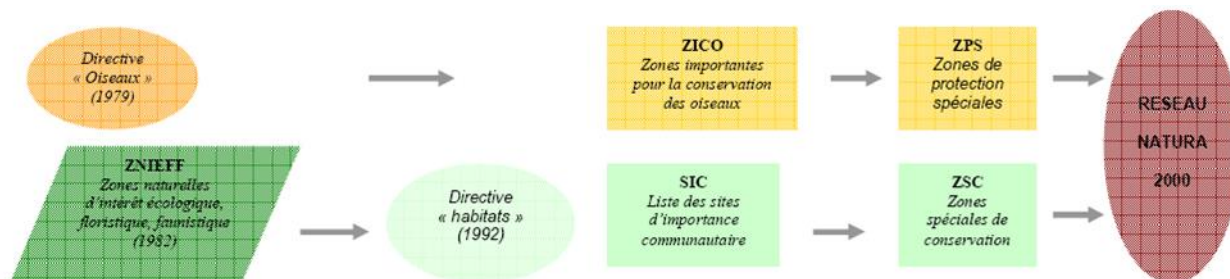 Directive
« Oiseaux »
(1979)
ZICO
Zones importantes
pour la conservation
des oiseaux
ZPS
Zones de
protection
spéciales
RESEAU
NATURA
2000
ZNIEFF
Zones naturelles
d'intérêt écologique,
floristique, faunistique
(1982)
Directive
« habitats »
(1992)
SIC
Liste des sites
d'importance
communautaire
ZSC
Zones
spéciales de
conservation